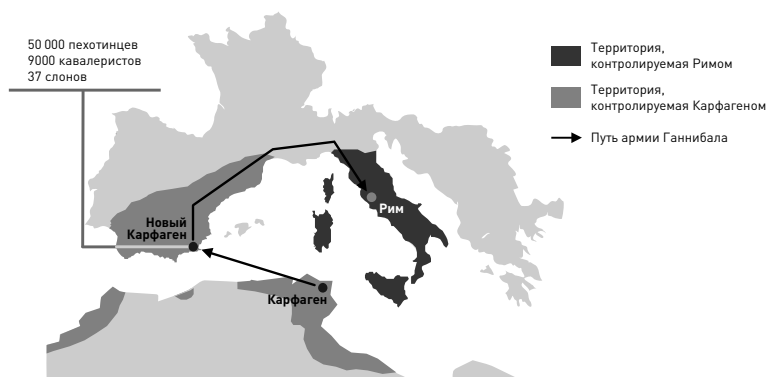 50 000 пехотинцев
9000 кавалеристов
37 слонов
Территория,
контролируемая Римом
Территория,
контролируемая Карфагеном
Путь армии Ганнибала
Рим
Новый
Карфаген
Карфаген